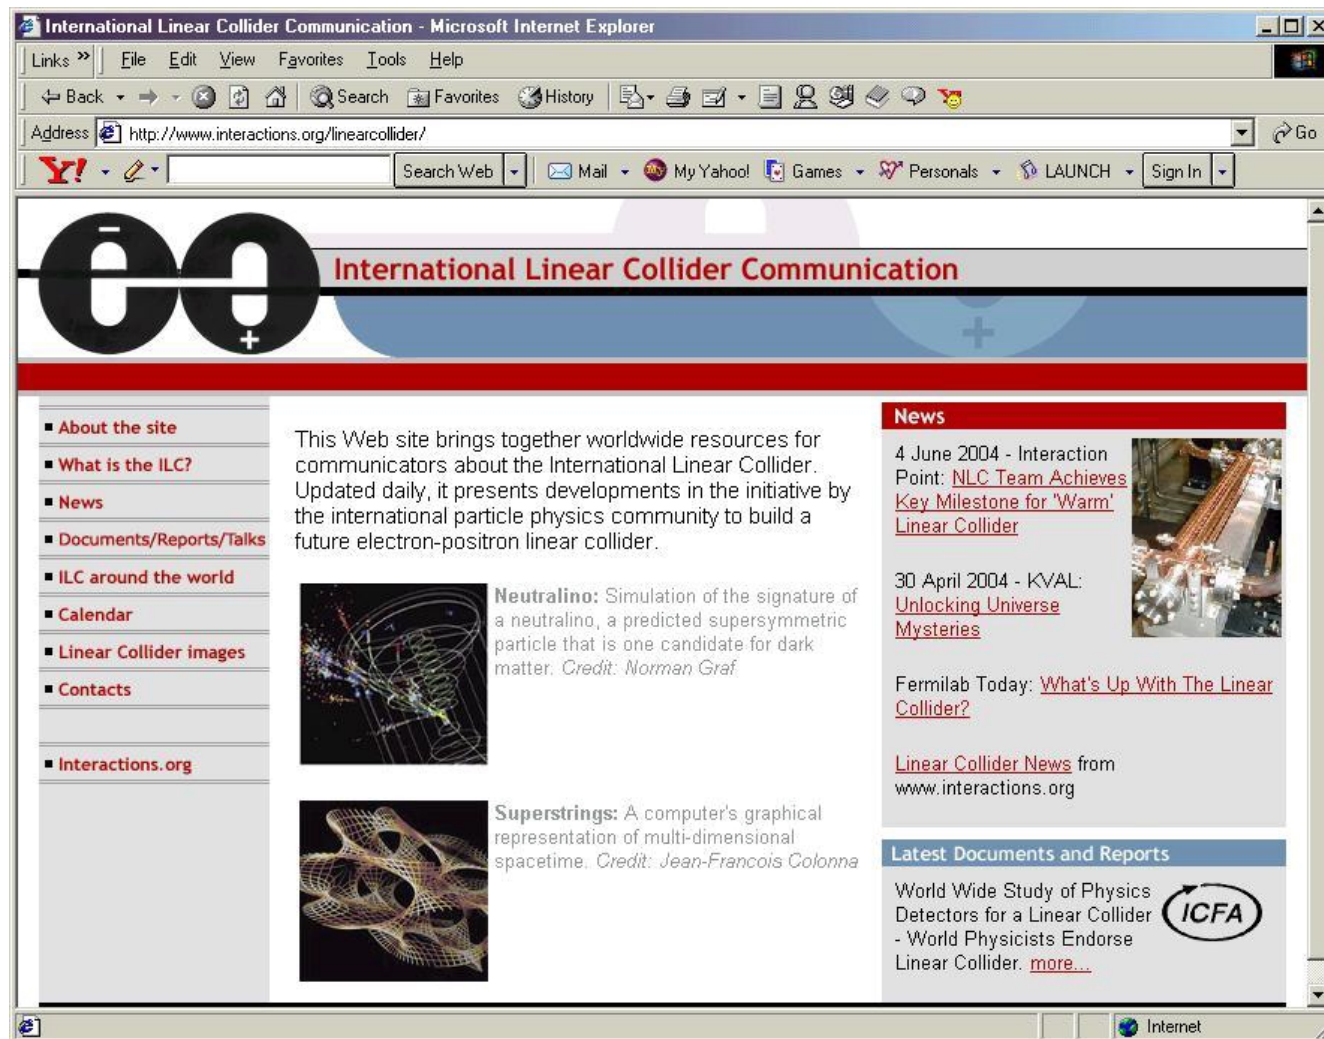 International Linear Collider Communication - Microsoft Internet Explorer
Links » File Edit View Favorites Tools Help
Back Search Favorites History
Address http://www.interactions.org/linearcollider/ Go
Y! Search Web Mail My Yahoo! Games Personals LAUNCH Sign In
International Linear Collider Communication
About the site
What is the ILC?
News
Documents/Reports/Talks
ILC around the world
Calendar
Linear Collider images
Contacts
Interactions.org
This Web site brings together worldwide resources for
communicators about the International Linear Collider.
Updated daily, it presents developments in the initiative by
the international particle physics community to build a
future electron-positron linear collider.
Neutralino: Simulation of the signature of
a neutralino, a predicted supersymmetric
particle that is one candidate for dark
matter. Credit: Norman Graf
Superstrings: A computer's graphical
representation of multi-dimensional
spacetime. Credit: Jean-Francois Colonna
News
4 June 2004 - Interaction
Point: NLC Team Achieves
Key Milestone for 'Warm'
Linear Collider
30 April 2004 - KVAL:
Unlocking Universe
Mysteries
Fermilab Today: What's Up With The Linear
Collider?
Linear Collider News from
www.interactions.org
Latest Documents and Reports
World Wide Study of Physics
Detectors for a Linear Collider
- World Physicists Endorse
Linear Collider. more...
ICFA
Internet